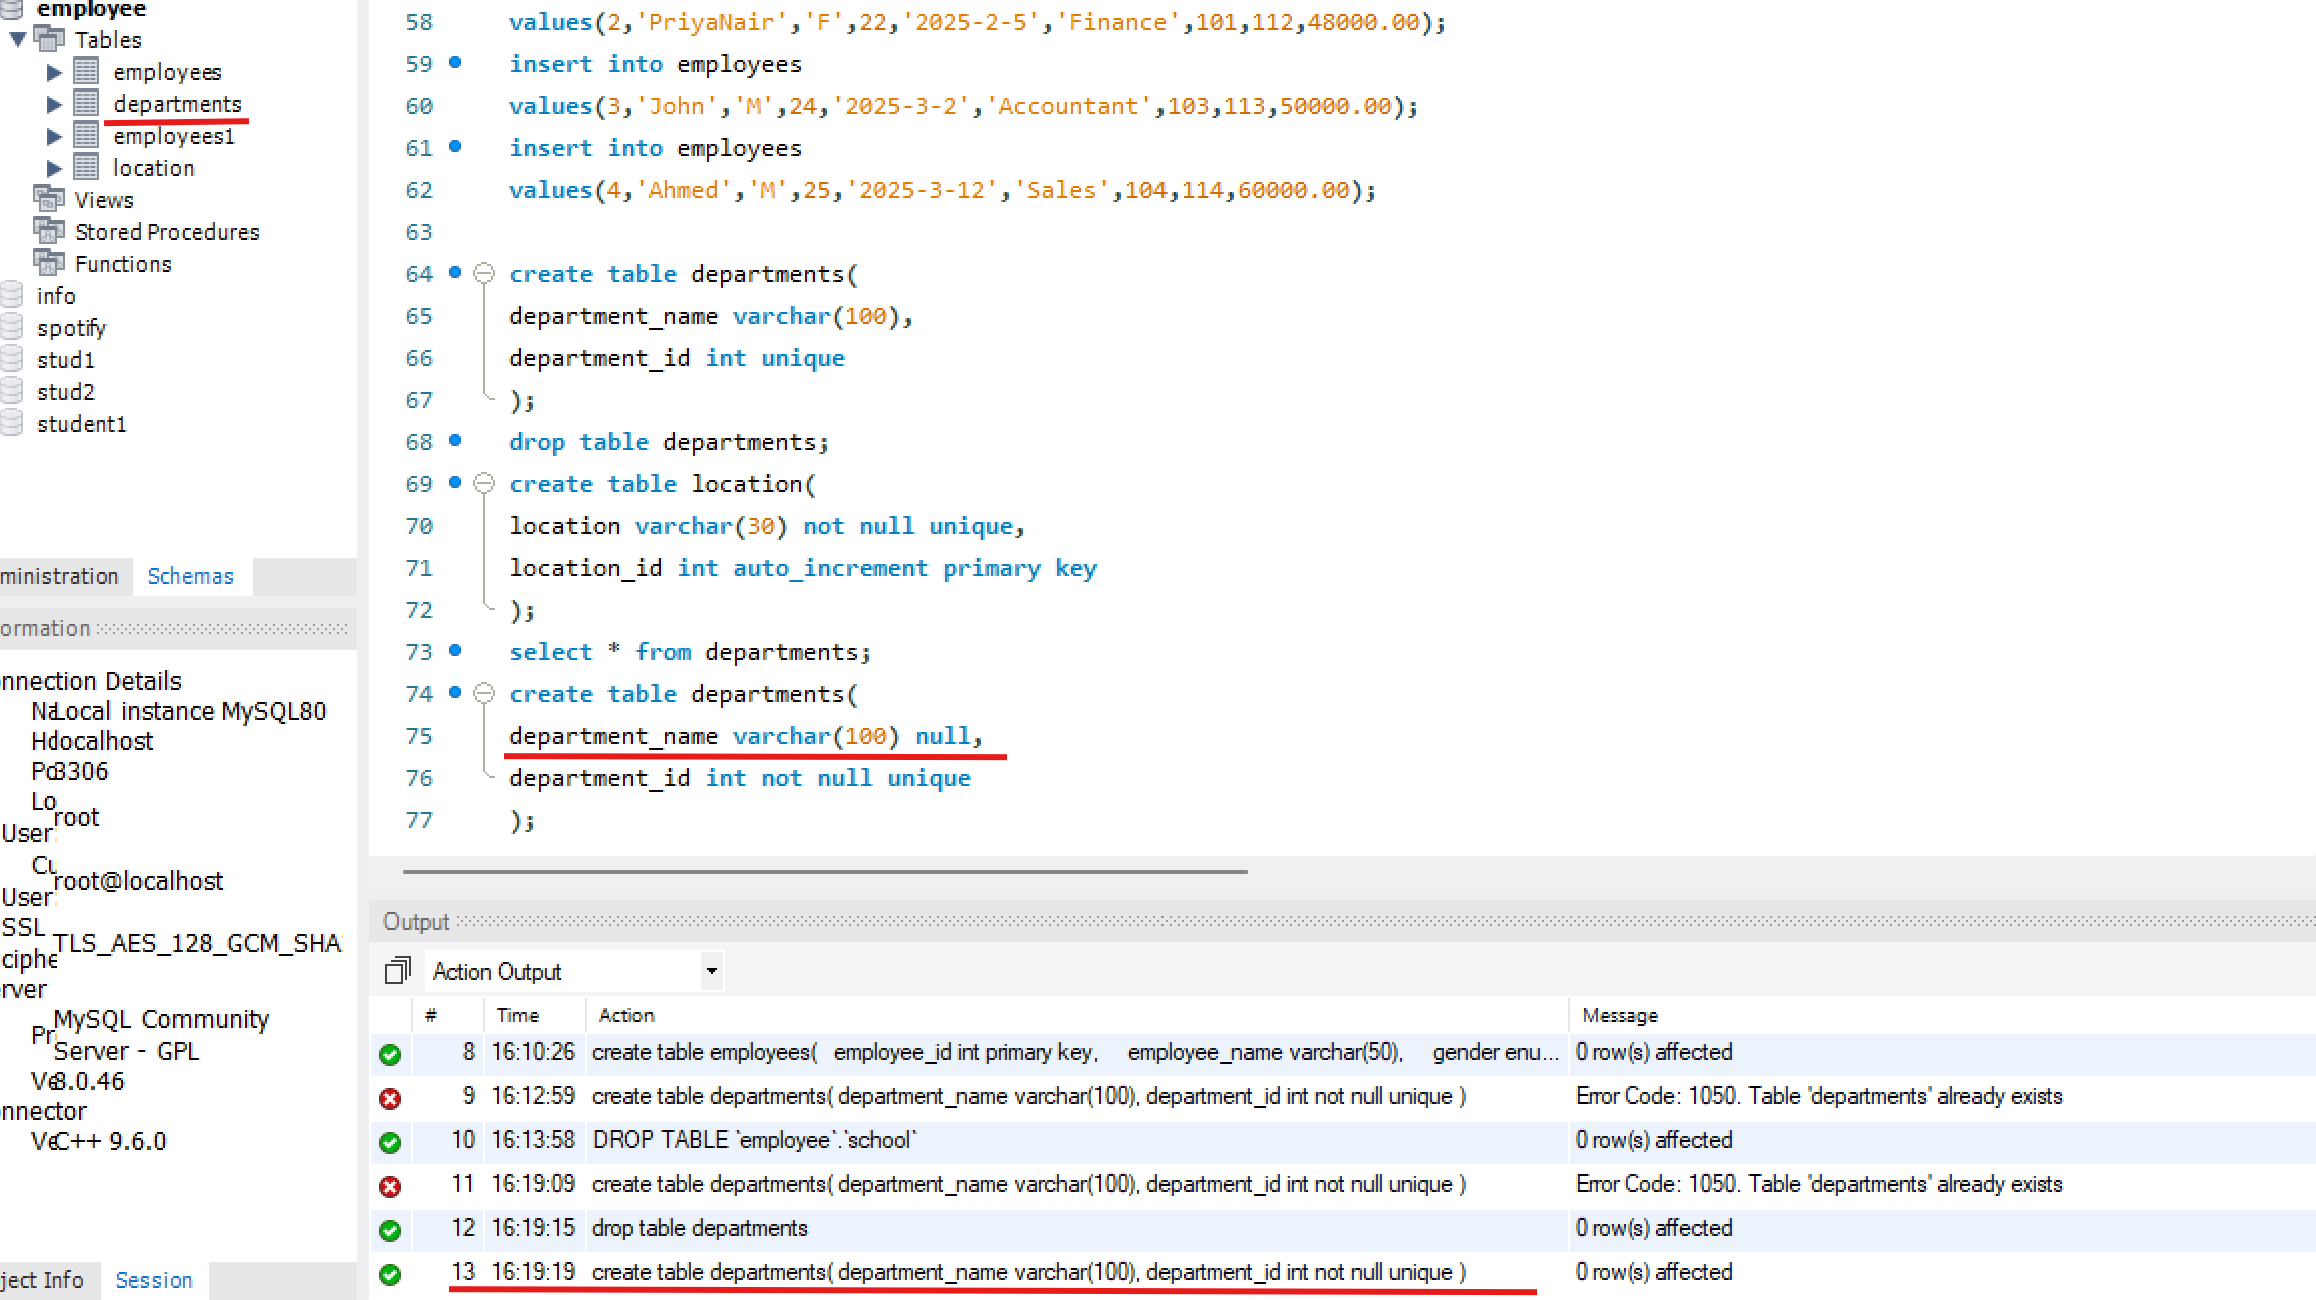 employee
Tables
employees
departments
employees1
location
Views
Stored Procedures
Functions
info
spotify
stud1
stud2
student1
ministration Schemas
ormation
nnection Details
Local instance MySQL80
localhost
3306
Lo
root
User:
Cu
root@localhost
User:
SSL
TLS_AES_128_GCM_SHA
ciphe
rver
MySQL Community
Pr
Server - GPL
8.0.46
nnector
C++ 9.6.0
ject Info Session
58 values(2,'PriyaNair','F',22,'2025-2-5','Finance',101,112,48000.00);
59 insert into employees
60 values(3,'John','M',24,'2025-3-2','Accountant',103,113,50000.00);
61 insert into employees
62 values(4,'Ahmed','M',25,'2025-3-12','Sales',104,114,60000.00);
63
64 create table departments(
65 department_name varchar(100),
66 department_id int unique
67 );
68 drop table departments;
69 create table location(
70 location varchar(30) not null unique,
71 location_id int auto_increment primary key
72 );
73 select * from departments;
74 create table departments(
75 department_name varchar(100) null,
76 department_id int not null unique
77 );
Output
Action Output
# Time Action Message
8 16:10:26 create table employees( employee_id int primary key, employee_name varchar(50), gender enu... 0 row(s) affected
9 16:12:59 create table departments( department_name varchar(100), department_id int not null unique ) Error Code: 1050. Table 'departments' already exists
10 16:13:58 DROP TABLE `employee`.`school` 0 row(s) affected
11 16:19:09 create table departments( department_name varchar(100), department_id int not null unique ) Error Code: 1050. Table 'departments' already exists
12 16:19:15 drop table departments 0 row(s) affected
13 16:19:19 create table departments( department_name varchar(100), department_id int not null unique ) 0 row(s) affected